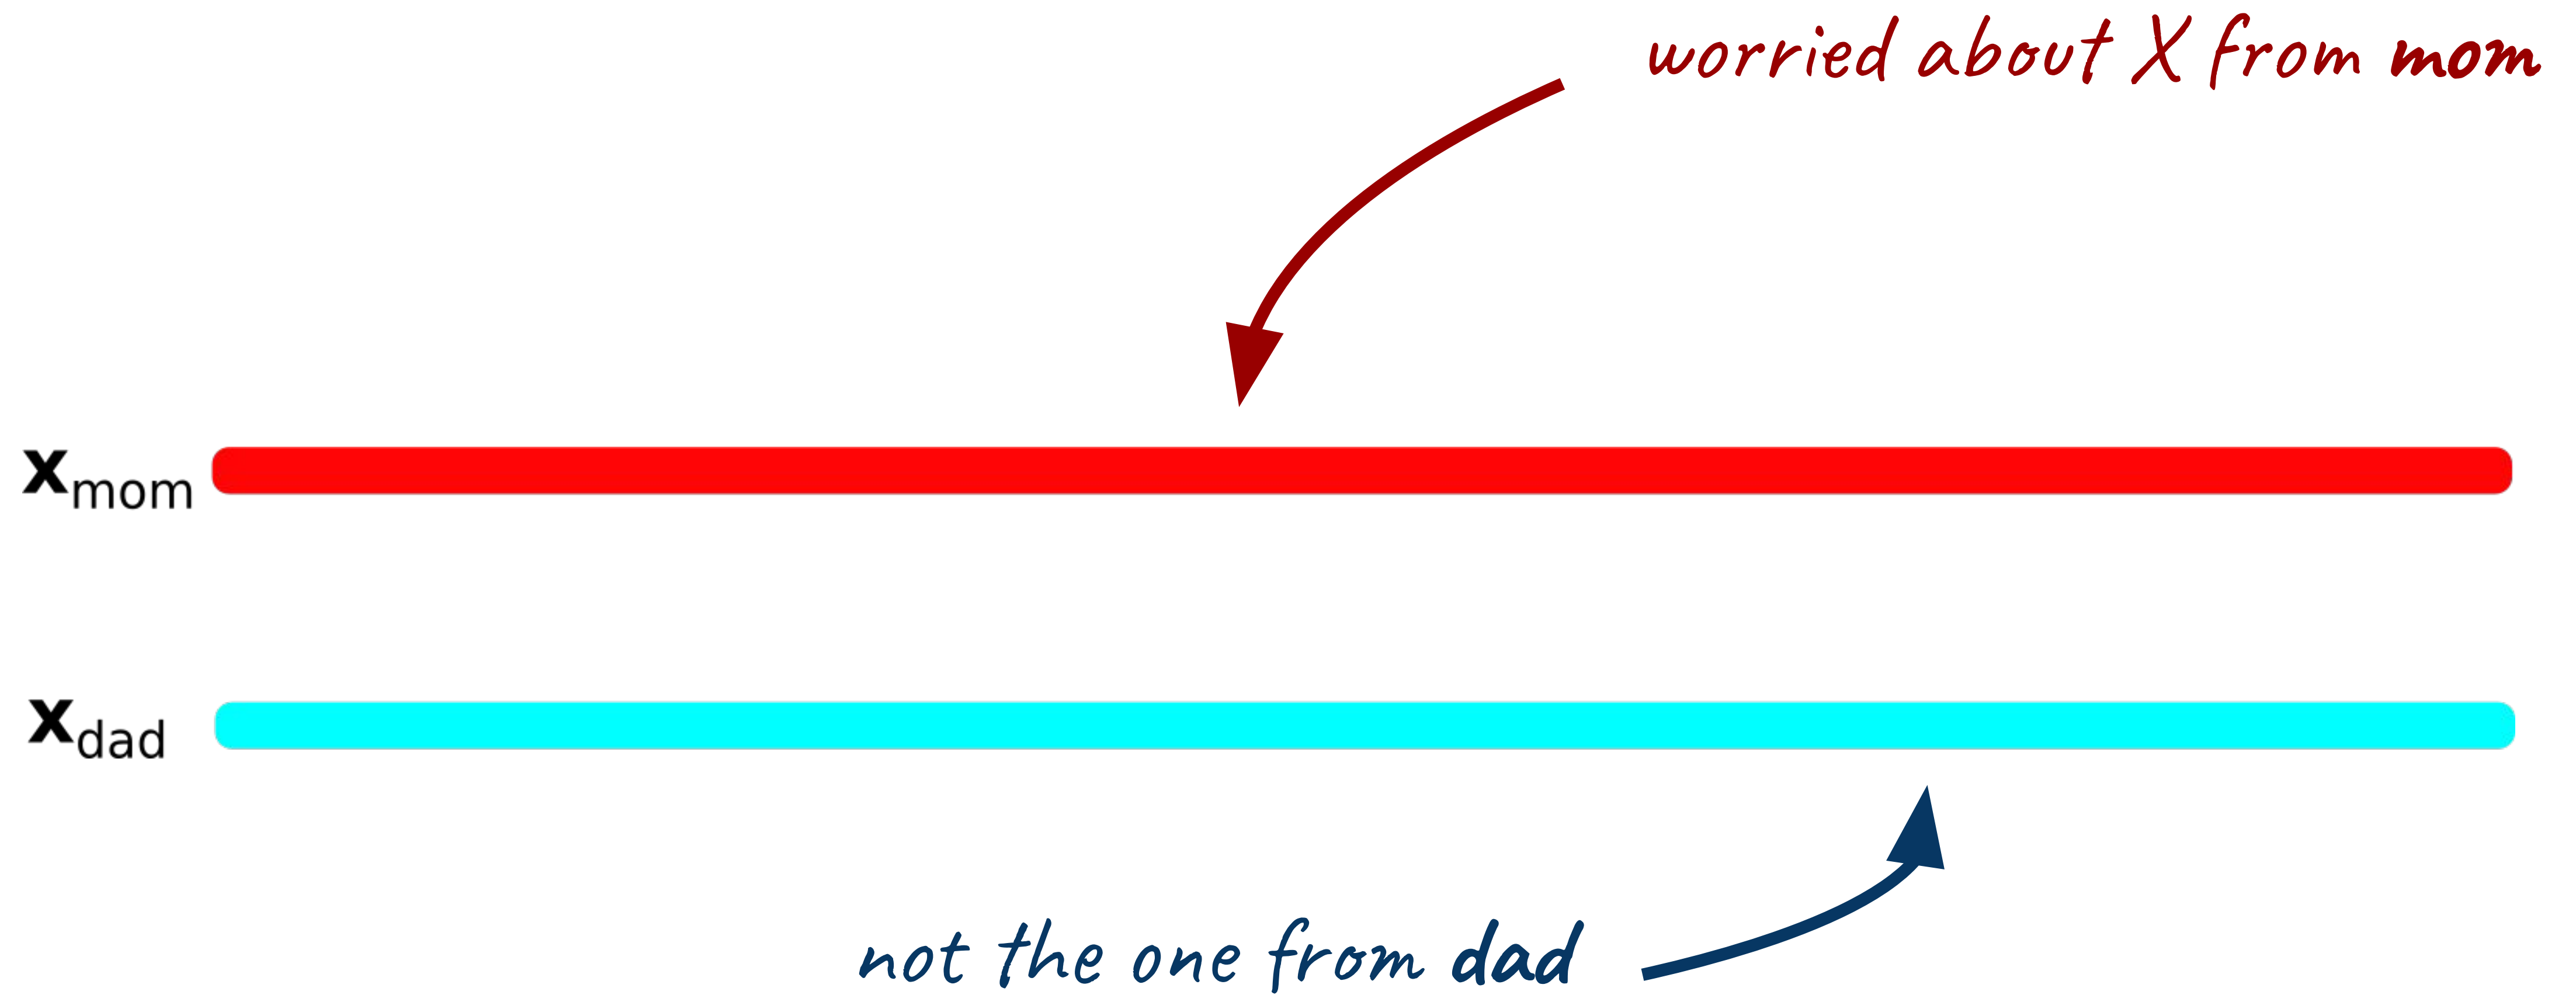 worried about X from mom
xmom
xdad
not the one from dad